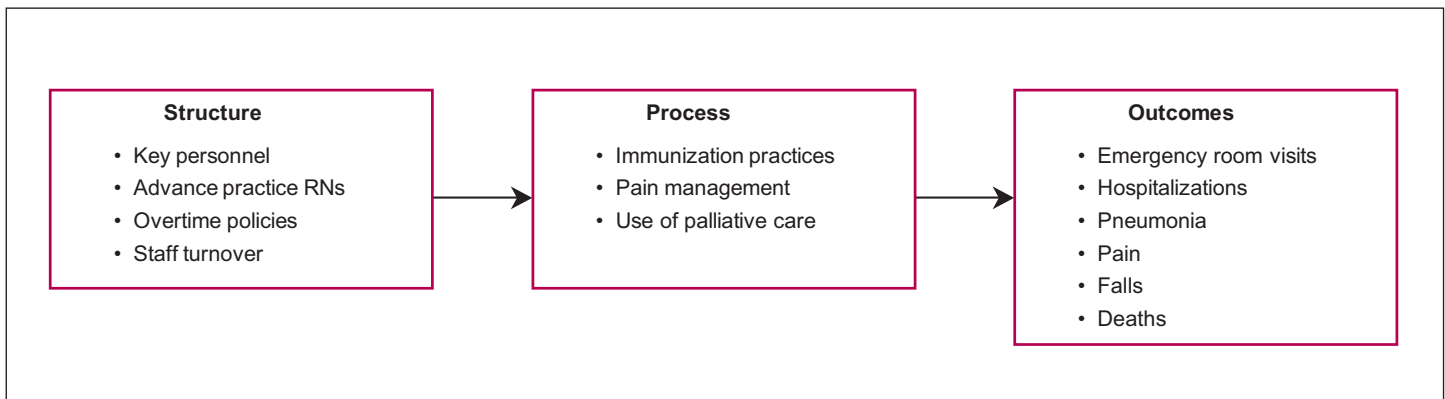 Structure
• Key personnel
• Advance practice RNs
• Overtime policies
• Staff turnover
Process
• Immunization practices
• Pain management
• Use of palliative care
Outcomes
• Emergency room visits
• Hospitalizations
• Pneumonia
• Pain
• Falls
• Deaths